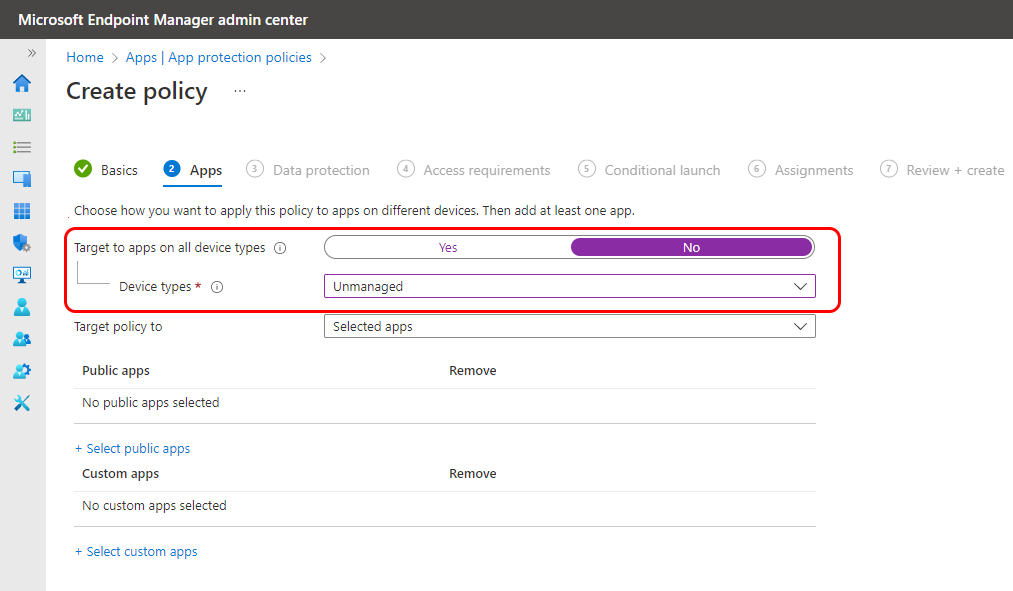 Microsoft Endpoint Manager admin center
» Home > Apps | App protection policies >
Create policy ...
Basics 2 Apps 3 Data protection 4 Access requirements 5 Conditional launch 6 Assignments 7 Review + create
Choose how you want to apply this policy to apps on different devices. Then add at least one app.
Target to apps on all device types Yes No
Device types * Unmanaged
Target policy to Selected apps
Public apps Remove
No public apps selected
+ Select public apps
Custom apps Remove
No custom apps selected
+ Select custom apps